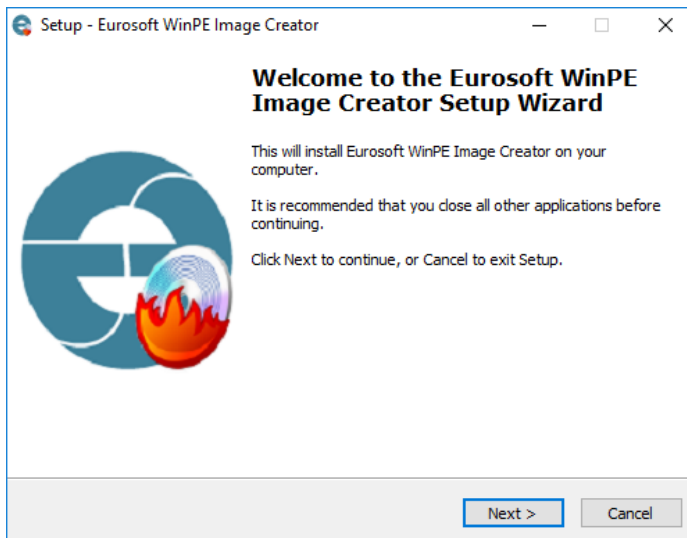 Setup - Eurosoft WinPE Image Creator
Welcome to the Eurosoft WinPE
Image Creator Setup Wizard
This will install Eurosoft WinPE Image Creator on your
computer.
It is recommended that you close all other applications before
continuing.
Click Next to continue, or Cancel to exit Setup.
Next >
Cancel